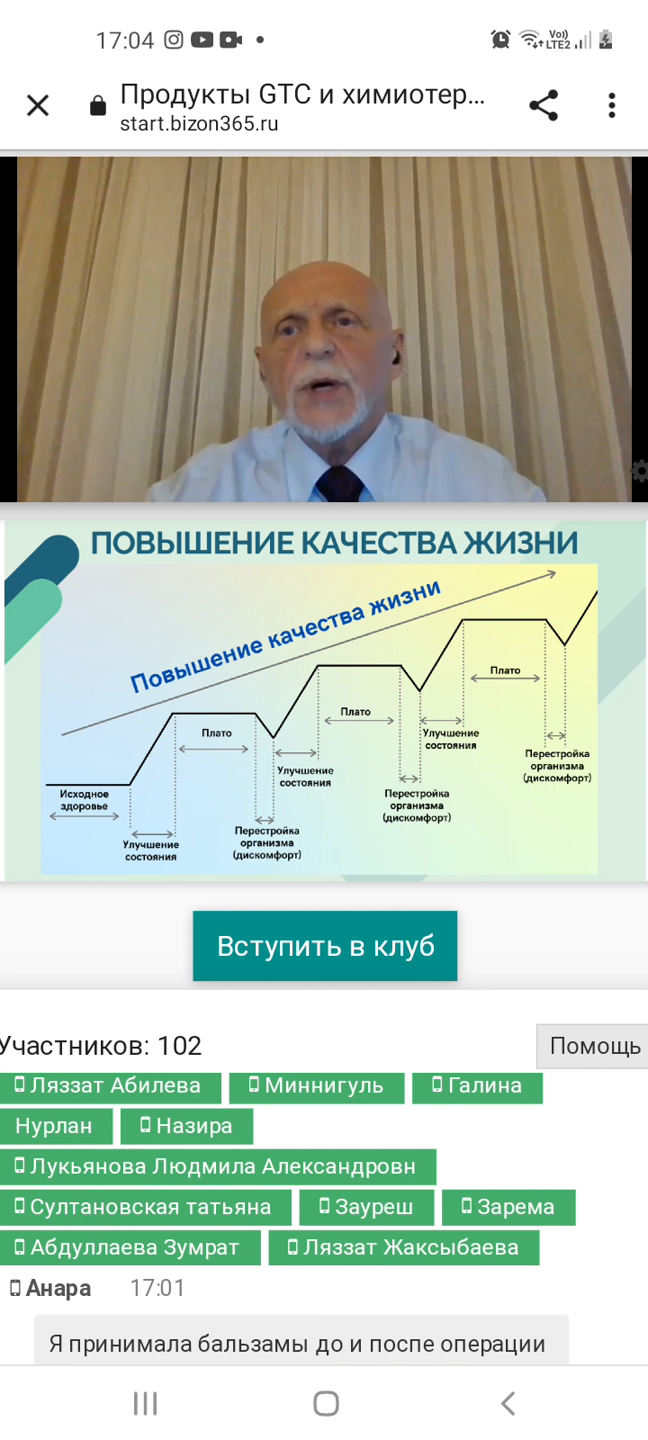 17:04
Vo))
LTE2
Продукты GTC и химиотер...
start.bizon365.ru
ПОВЫШЕНИЕ КАЧЕСТВА ЖИЗНИ
Повышение качества жизни
Плато
Плато
Плато
Улучшение
состояния
Перестройка
организма
(дискомфорт)
Улучшение
состояния
Исходное
здоровье
Перестройка
организма
(дискомфорт)
Перестройка
организма
(дискомфорт)
Улучшение
состояния
Вступить в клуб
Участников: 102
Помощь
Ляззат Абилева Миннигуль Галина
Нурлан Назира
Лукьянова Людмила Александровн
Султановская татьяна Зауреш Зарема
Абдуллаева Зумрат Ляззат Жаксыбаева
Анара 17:01
Я принимала бальзамы до и поспе операции